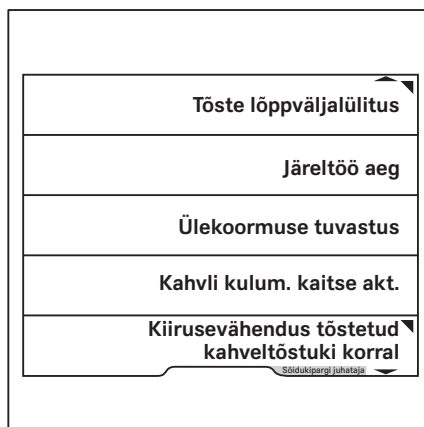 Tõste lõppväljalülitus
Järeltöö aeg
Ülekoormuse tuvastus
Kahvli kulum. kaitse akt.
Kiirusevähendus tõstetud
kahveltõstuki korral
Sõidukipargi juhataja